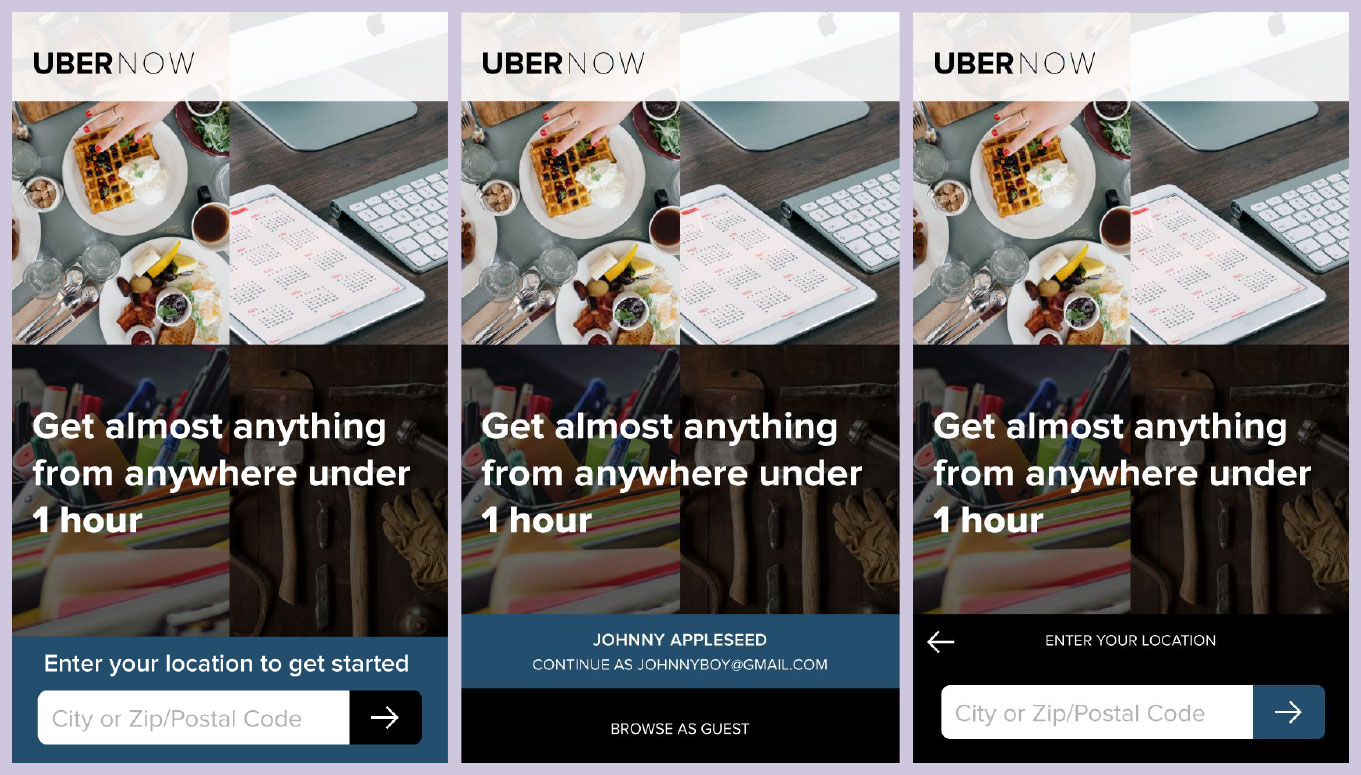 UBERNOW
Get almost anything
from anywhere under
1 hour
Enter your location to get started
City or Zip/Postal Code
UBERNOW
Get almost anything
from anywhere under
1 hour
JOHNNY APPLESEED
CONTINUE AS JOHNNYBOY@GMAIL.COM
BROWSE AS GUEST
UBERNOW
Get almost anything
from anywhere under
1 hour
ENTER YOUR LOCATION
City or Zip/Postal Code